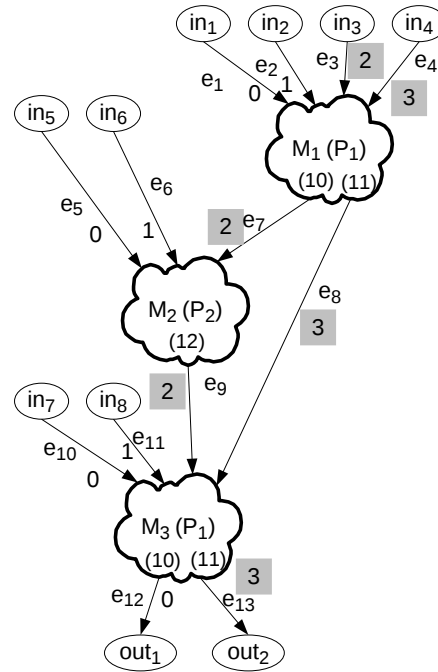 in₁ in₂ in₃ in₄
e₁ e₂ e₃ 2 e₄
0 1 3
in₅ in₆
M₁ (P₁)
(10) (11)
e₅ e₆
0 1 2 e₇
e₈
3
M₂ (P₂)
(12)
2 e₉
in₇ in₈
e₁₀ e₁₁
0 1
M₃ (P₁)
(10) (11)
3
e₁₂ 0 e₁₃
out₁ out₂